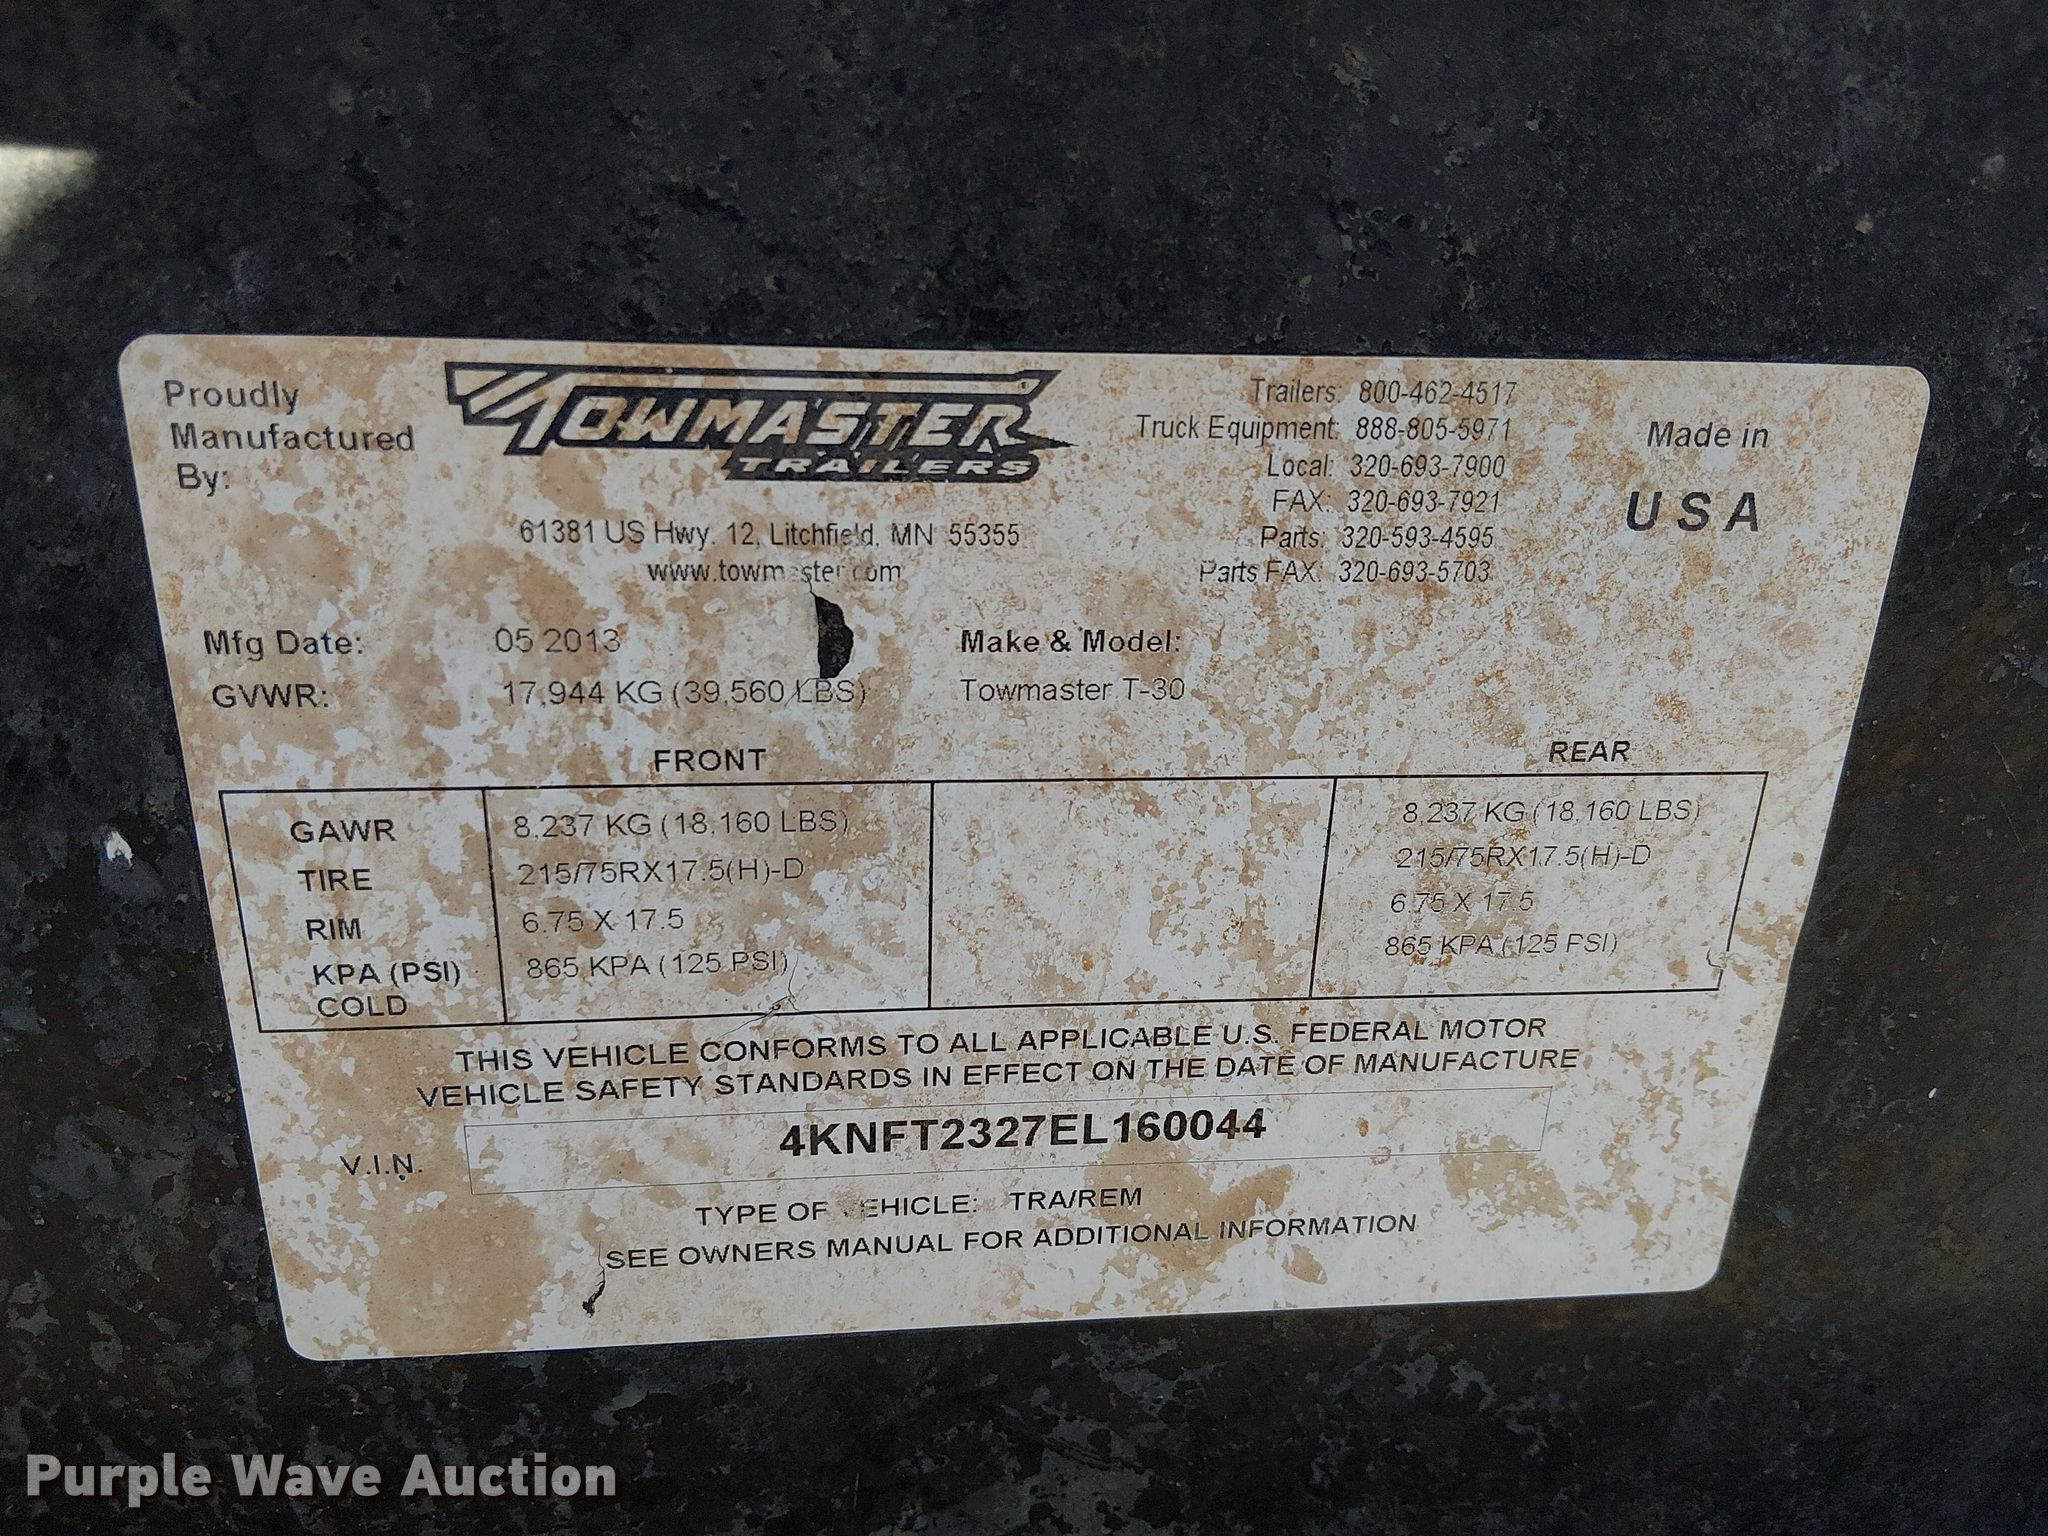 Proudly
Manufactured
By:
TOWMASTER
TRAILERS
61381 US Hwy. 12, Litchfield, MN 55355
www.towmaster.com
Trailers: 800-462-4517
Truck Equipment: 888-805-5971
Local: 320-693-7900
FAX: 320-693-7921
Parts: 320-593-4595
Parts FAX: 320-693-5703
Made in
USA
Mfg Date: 05 2013
GVWR: 17,944 KG (39,560 LBS)
Make & Model:
Towmaster T-30
FRONT REAR
GAWR 8,237 KG (18,160 LBS) 8,237 KG (18,160 LBS)
TIRE 215/75RX17.5(H)-D 215/75RX17.5(H)-D
RIM 6.75 X 17.5 6.75 X 17.5
KPA (PSI) 865 KPA (125 PSI) 865 KPA (125 PSI)
COLD
THIS VEHICLE CONFORMS TO ALL APPLICABLE U.S. FEDERAL MOTOR
VEHICLE SAFETY STANDARDS IN EFFECT ON THE DATE OF MANUFACTURE
V.I.N. 4KNFT2327EL160044
TYPE OF VEHICLE: TRA/REM
SEE OWNERS MANUAL FOR ADDITIONAL INFORMATION
Purple Wave Auction